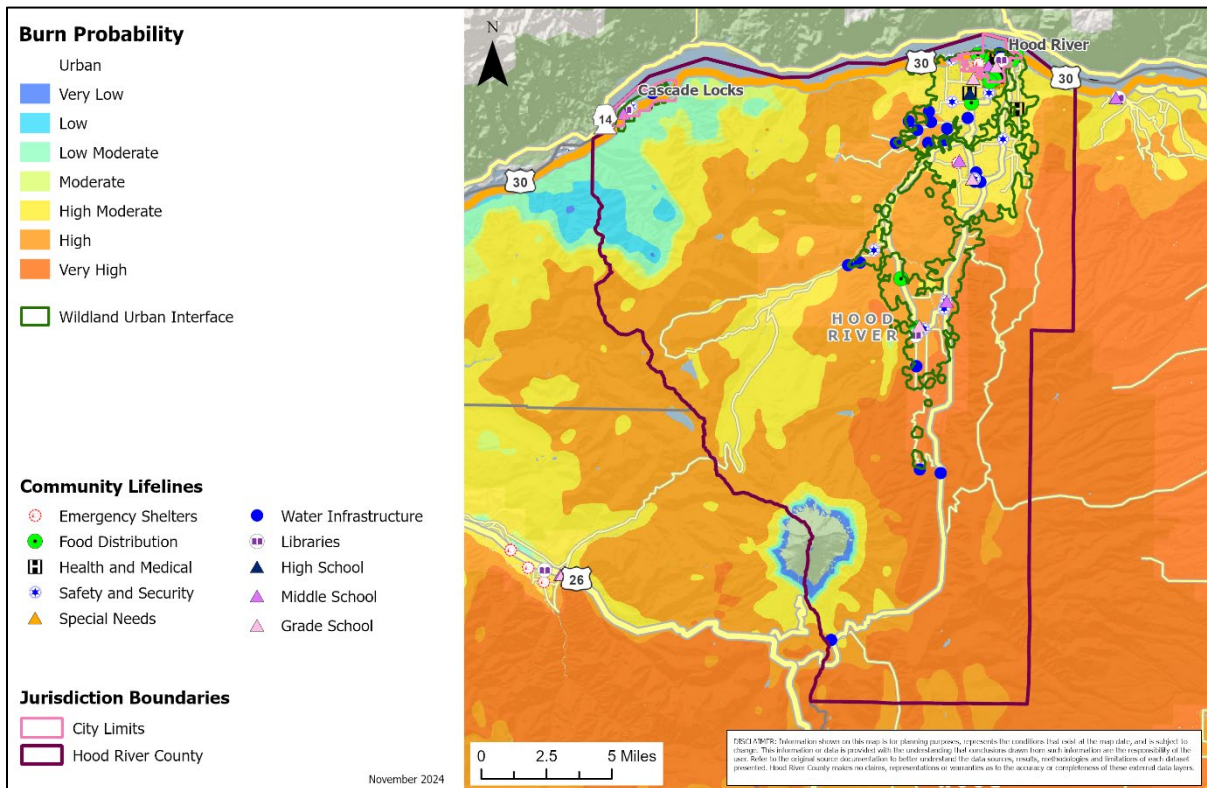 Burn Probability
Urban
Very Low
Low
Low Moderate
Moderate
High Moderate
High
Very High
Wildland Urban Interface
Community Lifelines
Emergency Shelters
Food Distribution
Health and Medical
Safety and Security
Special Needs
Water Infrastructure
Libraries
High School
Middle School
Grade School
Jurisdiction Boundaries
City Limits
Hood River County
November 2024
N
Hood River
30
30
Cascade Locks
14
30
HOOD
RIVER
26
0 2.5 5 Miles
DISCLAIMER: Information shown on this map is for planning purposes, represents the conditions that exist at the map date, and is subject to
change. This information or data is provided with the understanding that conclusions drawn from such information are the responsibility of the
user. Refer to the original source documentation to better understand the data sources, results, methodologies and limitations of each dataset
presented. Hood River County makes no claims, representations or warranties as to the accuracy or completeness of these external data layers.